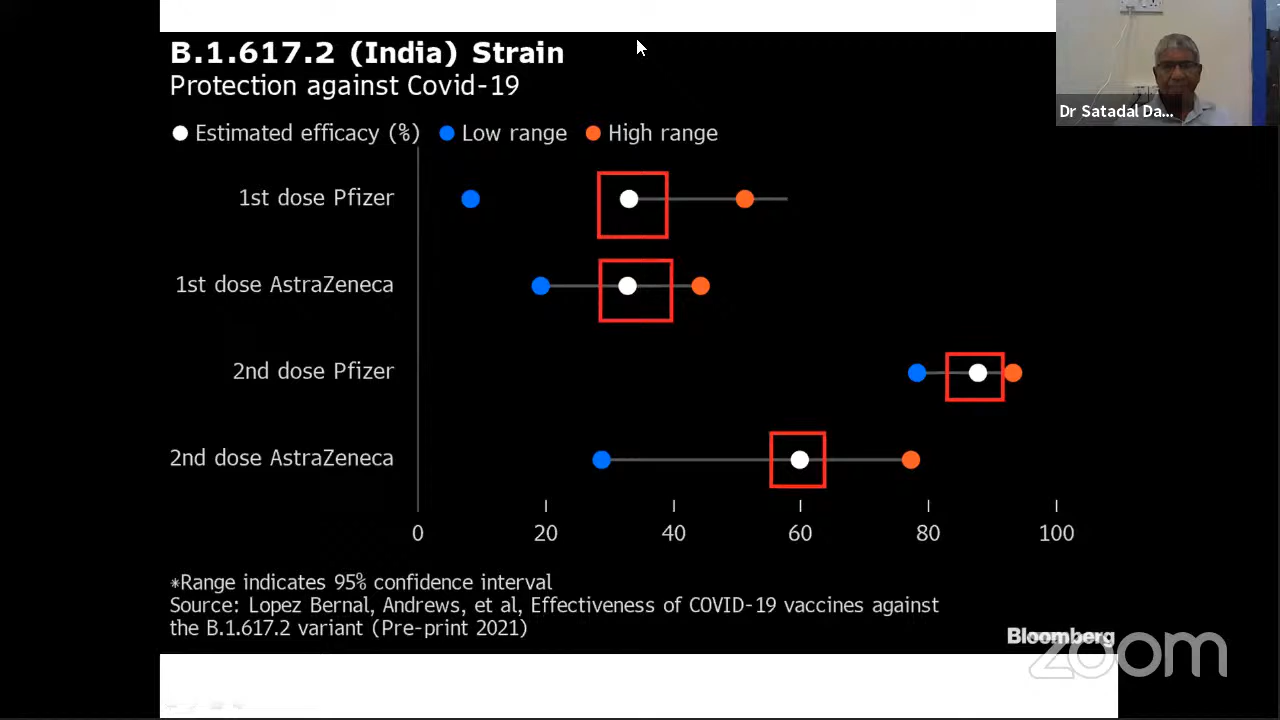 B.1.617.2 (India) Strain
Protection against Covid-19
Estimated efficacy (%) Low range High range
Dr Satadal Da...
1st dose Pfizer
1st dose AstraZeneca
2nd dose Pfizer
2nd dose AstraZeneca
0 20 40 60 80 100
*Range indicates 95% confidence interval
Source: Lopez Bernal, Andrews, et al, Effectiveness of COVID-19 vaccines against
the B.1.617.2 variant (Pre-print 2021)
Bloomberg
zoom